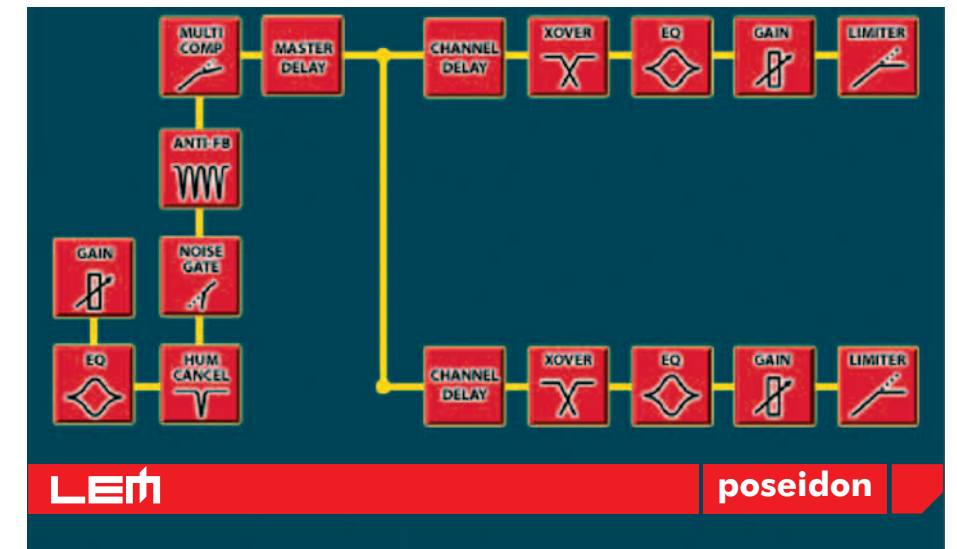 MULTI
COMP
MASTER
DELAY
CHANNEL
DELAY
XOVER
EQ
GAIN
LIMITER
ANTI-FB
GAIN
NOISE
GATE
EQ
HUM
CANCEL
CHANNEL
DELAY
XOVER
EQ
GAIN
LIMITER
LEM
poseidon